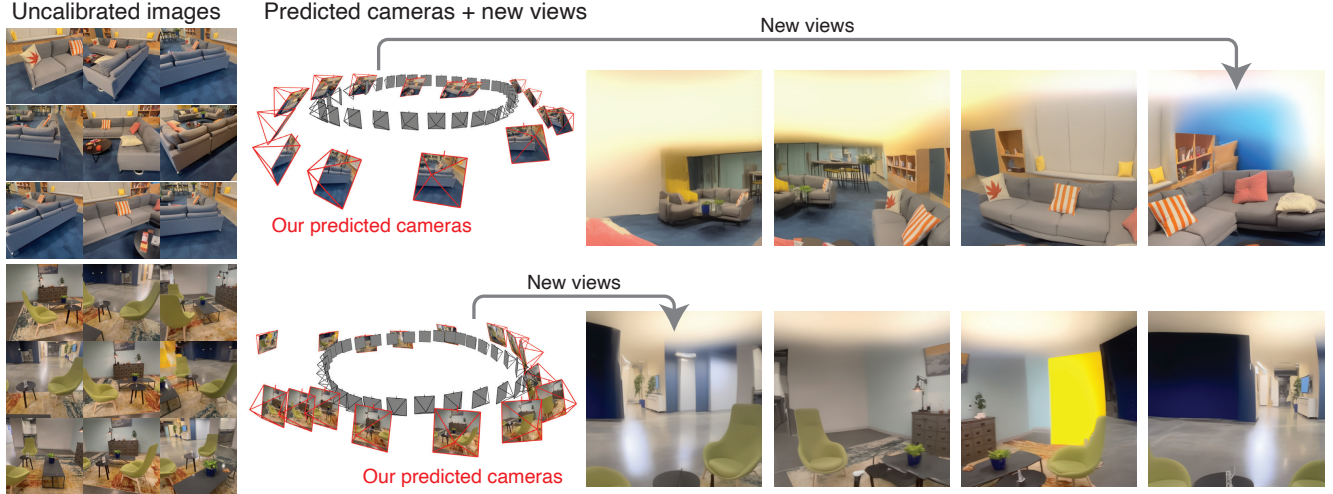 Uncalibrated images
Predicted cameras + new views
New views
Our predicted cameras
New views
Our predicted cameras